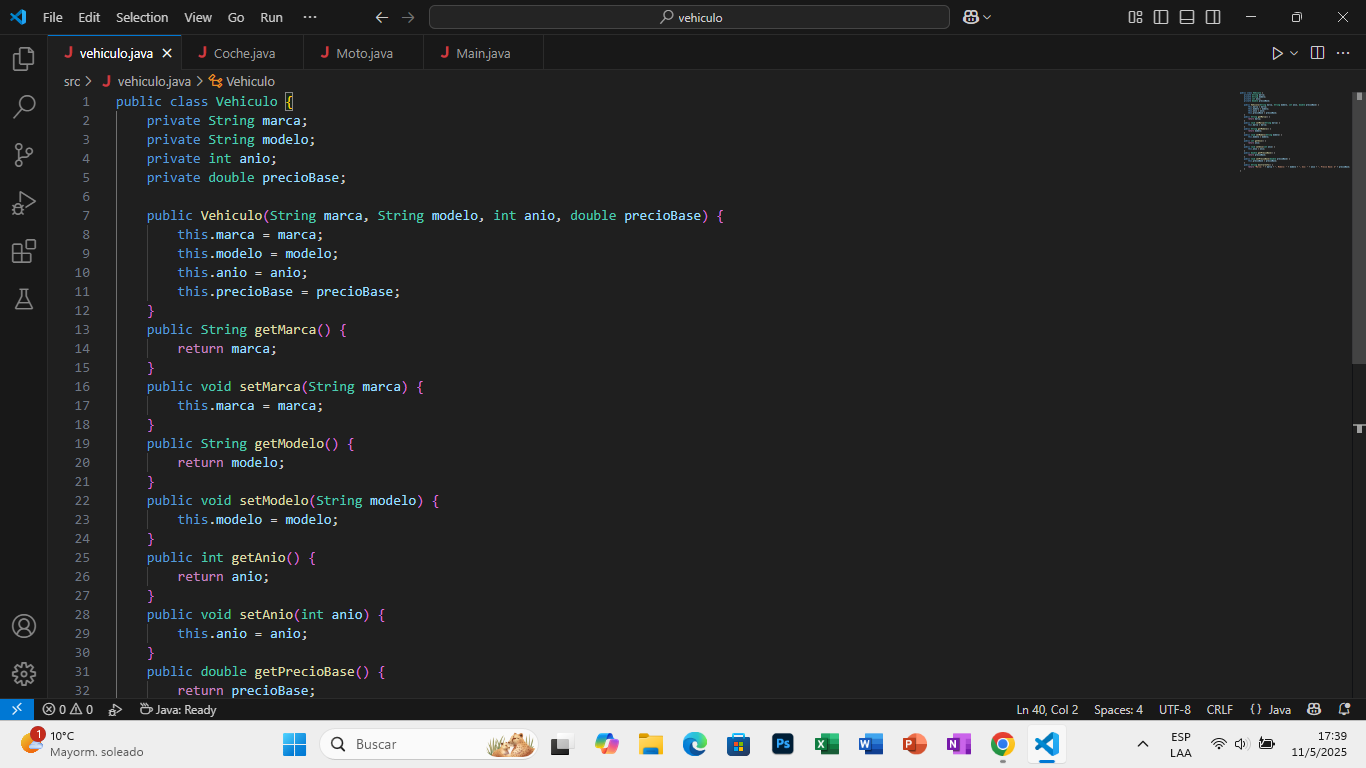 File Edit Selection View Go Run ··· vehiculo
vehiculo.java Coche.java Moto.java Main.java
src > vehiculo.java > Vehiculo
1 public class Vehiculo {
2     private String marca;
3     private String modelo;
4     private int anio;
5     private double precioBase;
6
7     public Vehiculo(String marca, String modelo, int anio, double precioBase) {
8         this.marca = marca;
9         this.modelo = modelo;
10         this.anio = anio;
11         this.precioBase = precioBase;
12     }
13     public String getMarca() {
14         return marca;
15     }
16     public void setMarca(String marca) {
17         this.marca = marca;
18     }
19     public String getModelo() {
20         return modelo;
21     }
22     public void setModelo(String modelo) {
23         this.modelo = modelo;
24     }
25     public int getAnio() {
26         return anio;
27     }
28     public void setAnio(int anio) {
29         this.anio = anio;
30     }
31     public double getPrecioBase() {
32         return precioBase;
0 0 Java: Ready Ln 40, Col 2 Spaces: 4 UTF-8 CRLF {} Java
1 10°C
Mayorm. soleado
Buscar
ESP
LAA
17:39
11/5/2025